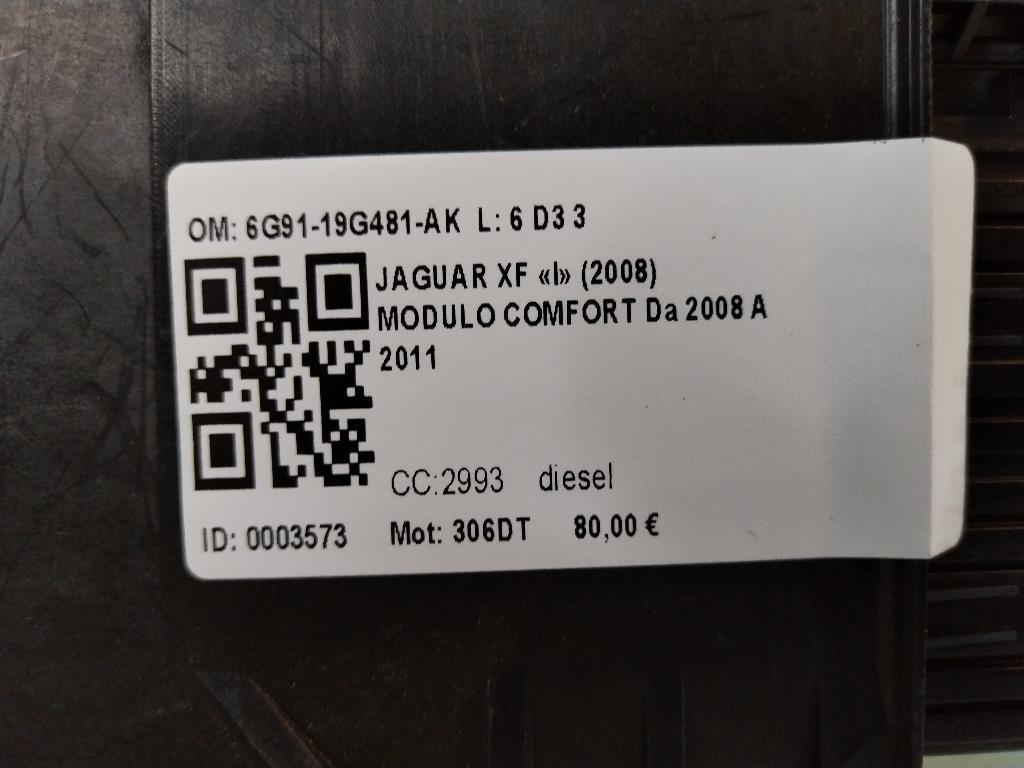 OM: 6G91-19G481-AK L: 6 D3 3
JAGUAR XF «I» (2008)
MODULO COMFORT Da 2008 A
2011
CC:2993 diesel
ID: 0003573 Mot: 306DT 80,00 €